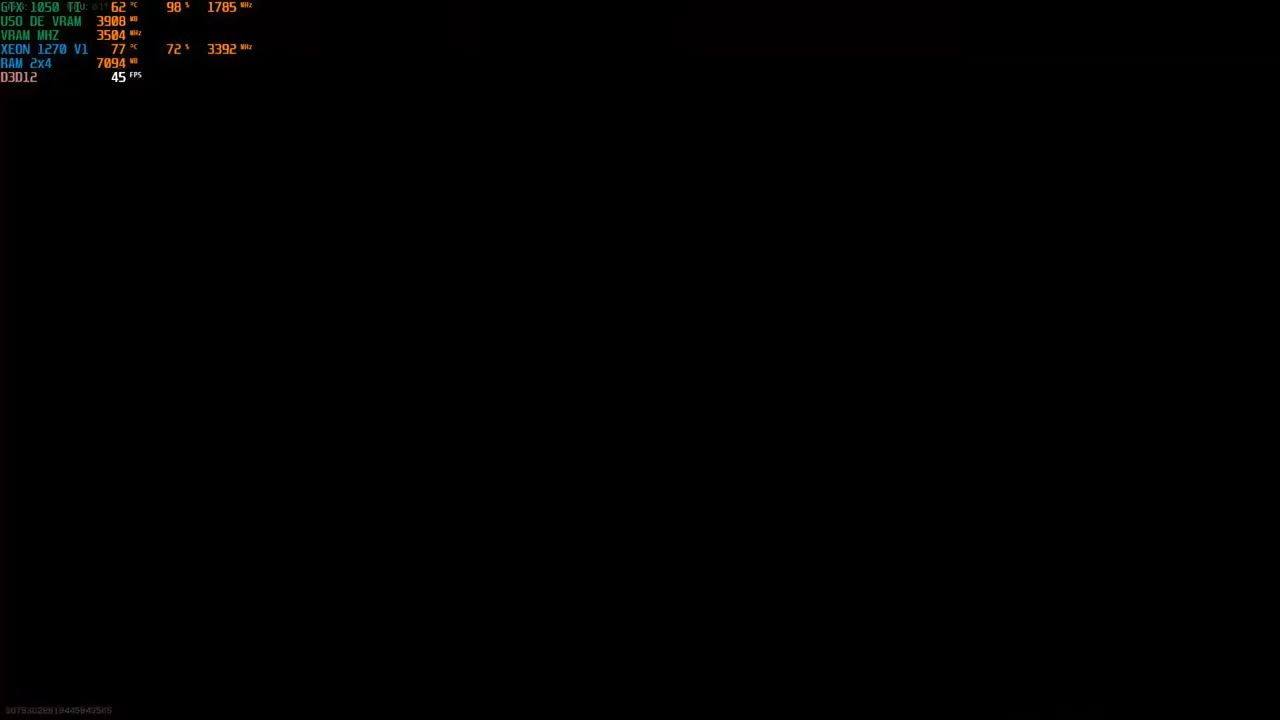 GTX 1050 TI 62 °C 98 % 1785 MHz
USO DE VRAM 3908 MB
VRAM MHZ 3504 MHz
XEON 1270 V1 77 °C 72 % 3392 MHz
RAM 2x4 7094 MB
D3D12 45 FPS